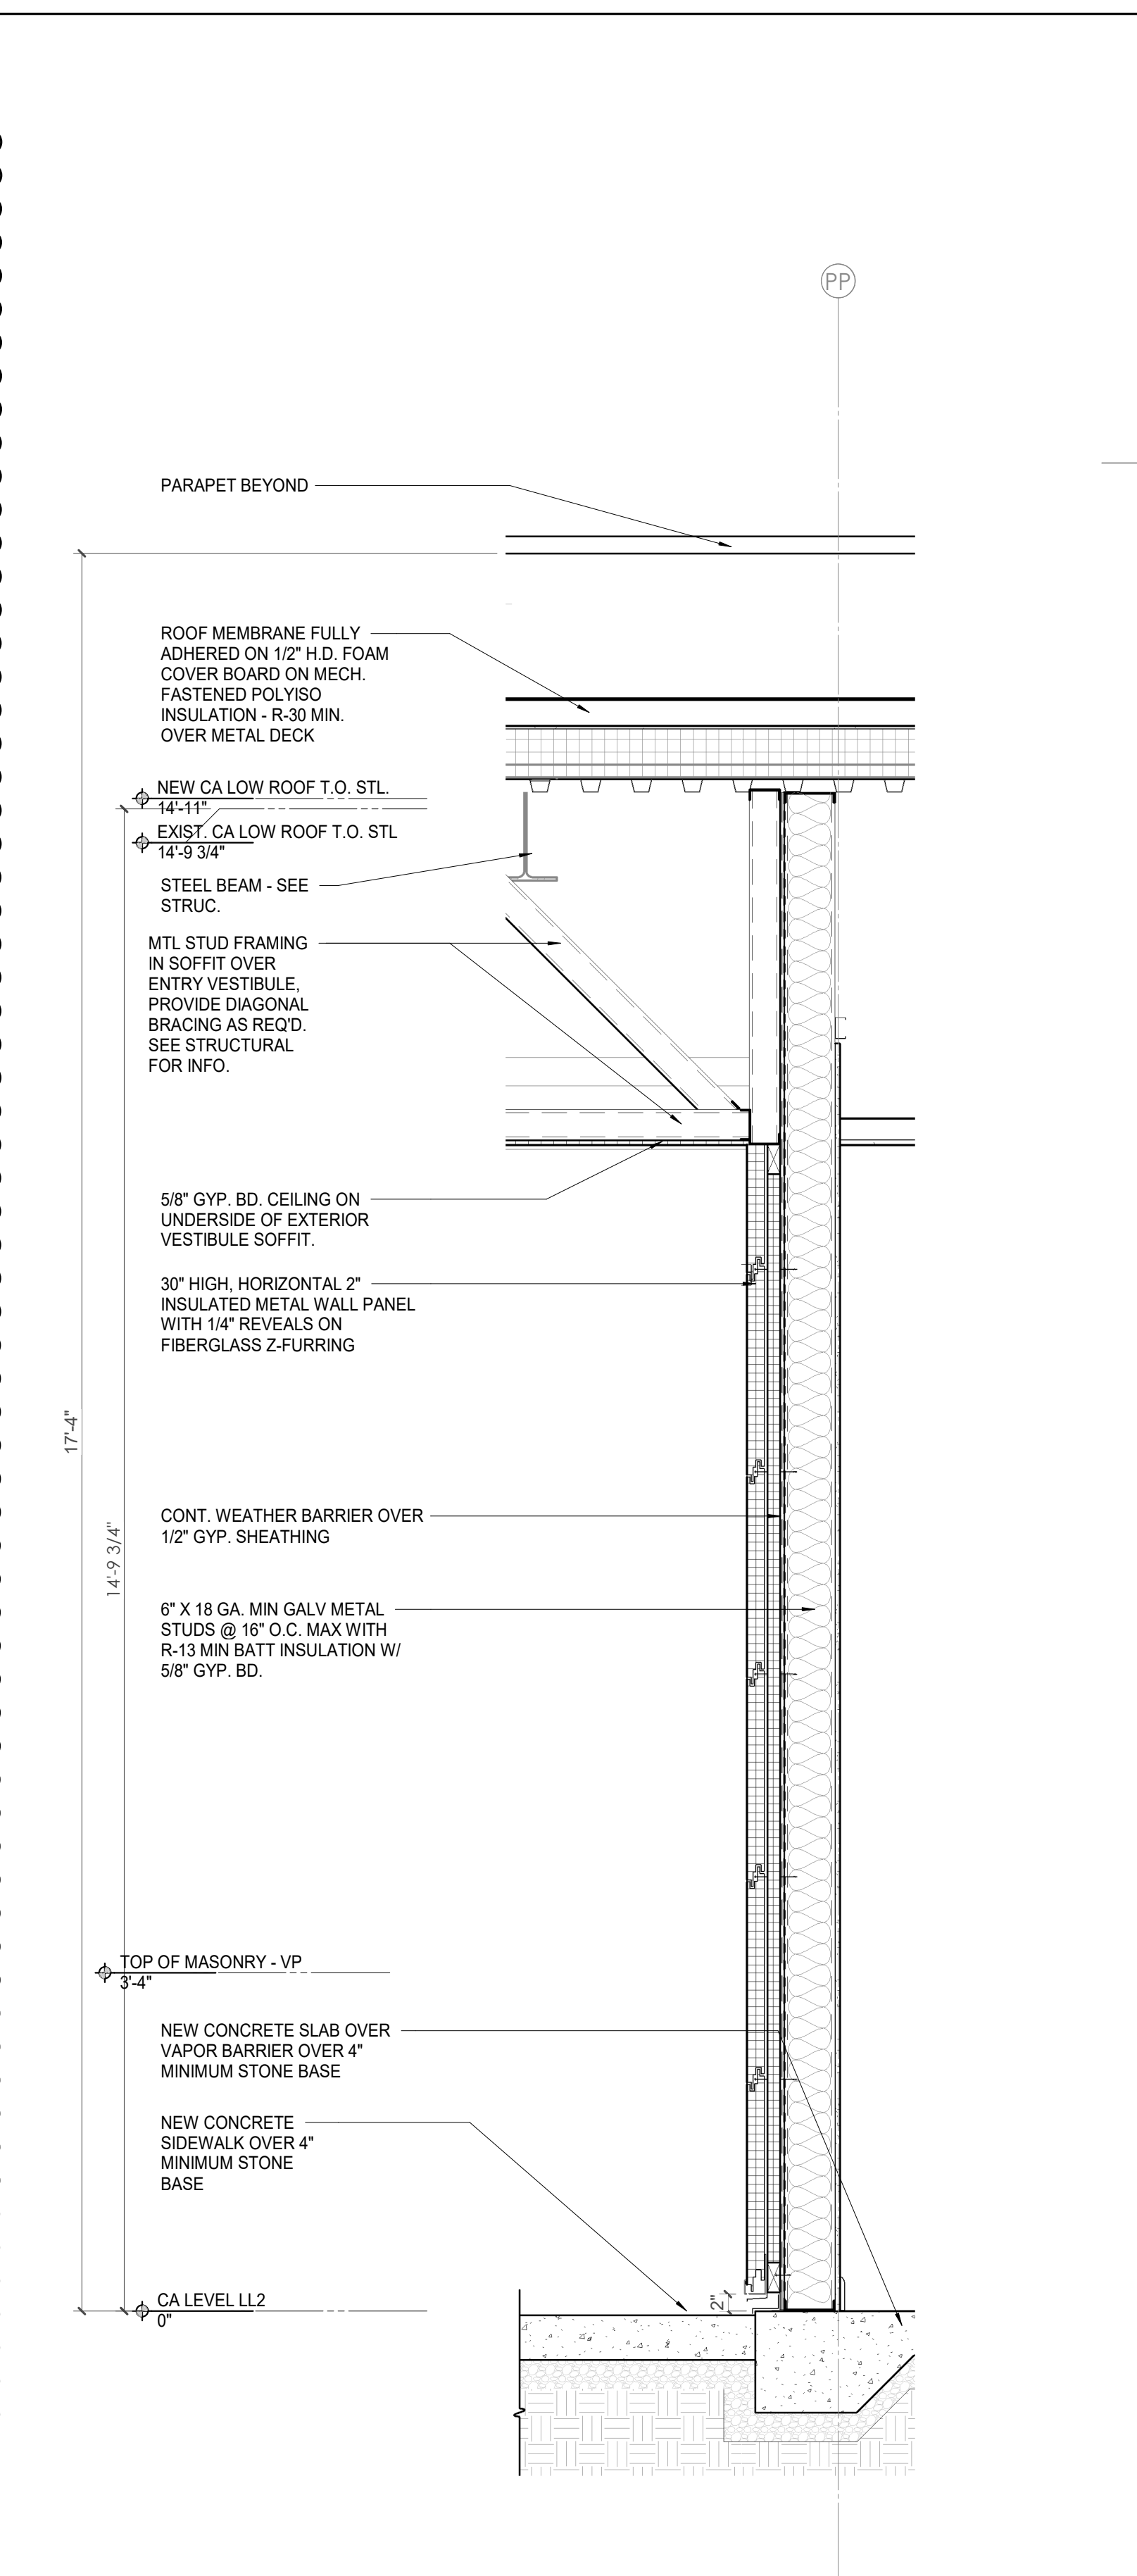 PP
PARAPET BEYOND
ROOF MEMBRANE FULLY
ADHERED ON 1/2" H.D. FOAM
COVER BOARD ON MECH.
FASTENED POLYISO
INSULATION - R-30 MIN.
OVER METAL DECK
NEW CA LOW ROOF T.O. STL.
14'-11"
EXIST. CA LOW ROOF T.O. STL
14'-9 3/4"
STEEL BEAM - SEE
STRUC.
MTL STUD FRAMING
IN SOFFIT OVER
ENTRY VESTIBULE,
PROVIDE DIAGONAL
BRACING AS REQ'D.
SEE STRUCTURAL
FOR INFO.
5/8" GYP. BD. CEILING ON
UNDERSIDE OF EXTERIOR
VESTIBULE SOFFIT.
30" HIGH, HORIZONTAL 2"
INSULATED METAL WALL PANEL
WITH 1/4" REVEALS ON
FIBERGLASS Z-FURRING
17'-4"
14'-9 3/4"
CONT. WEATHER BARRIER OVER
1/2" GYP. SHEATHING
6" X 18 GA. MIN GALV METAL
STUDS @ 16" O.C. MAX WITH
R-13 MIN BATT INSULATION W/
5/8" GYP. BD.
TOP OF MASONRY - VP
3'-4"
NEW CONCRETE SLAB OVER
VAPOR BARRIER OVER 4"
MINIMUM STONE BASE
NEW CONCRETE
SIDEWALK OVER 4"
MINIMUM STONE
BASE
CA LEVEL LL2
0"
2"